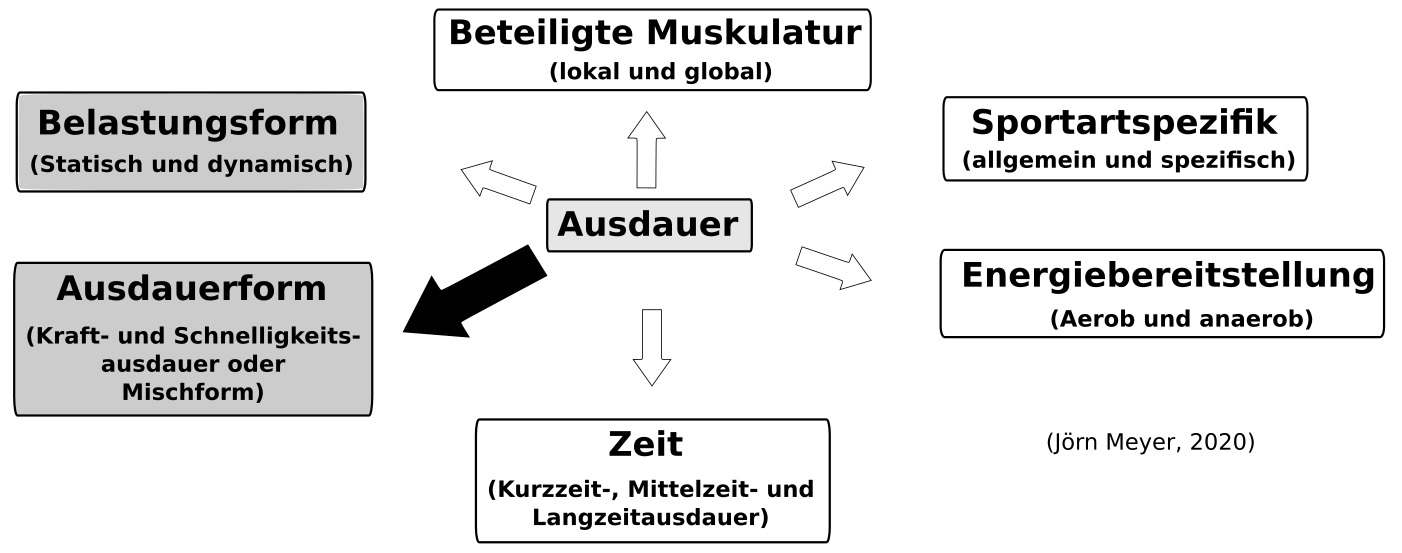 Beteiligte Muskulatur
(lokal und global)
Belastungsform
(Statisch und dynamisch)
Sportartspezifik
(allgemein und spezifisch)
Ausdauer
Ausdauerform
(Kraft- und Schnelligkeits-
ausdauer oder
Mischform)
Energiebereitstellung
(Aerob und anaerob)
Zeit
(Kurzzeit-, Mittelzeit- und
Langzeitausdauer)
(Jörn Meyer, 2020)